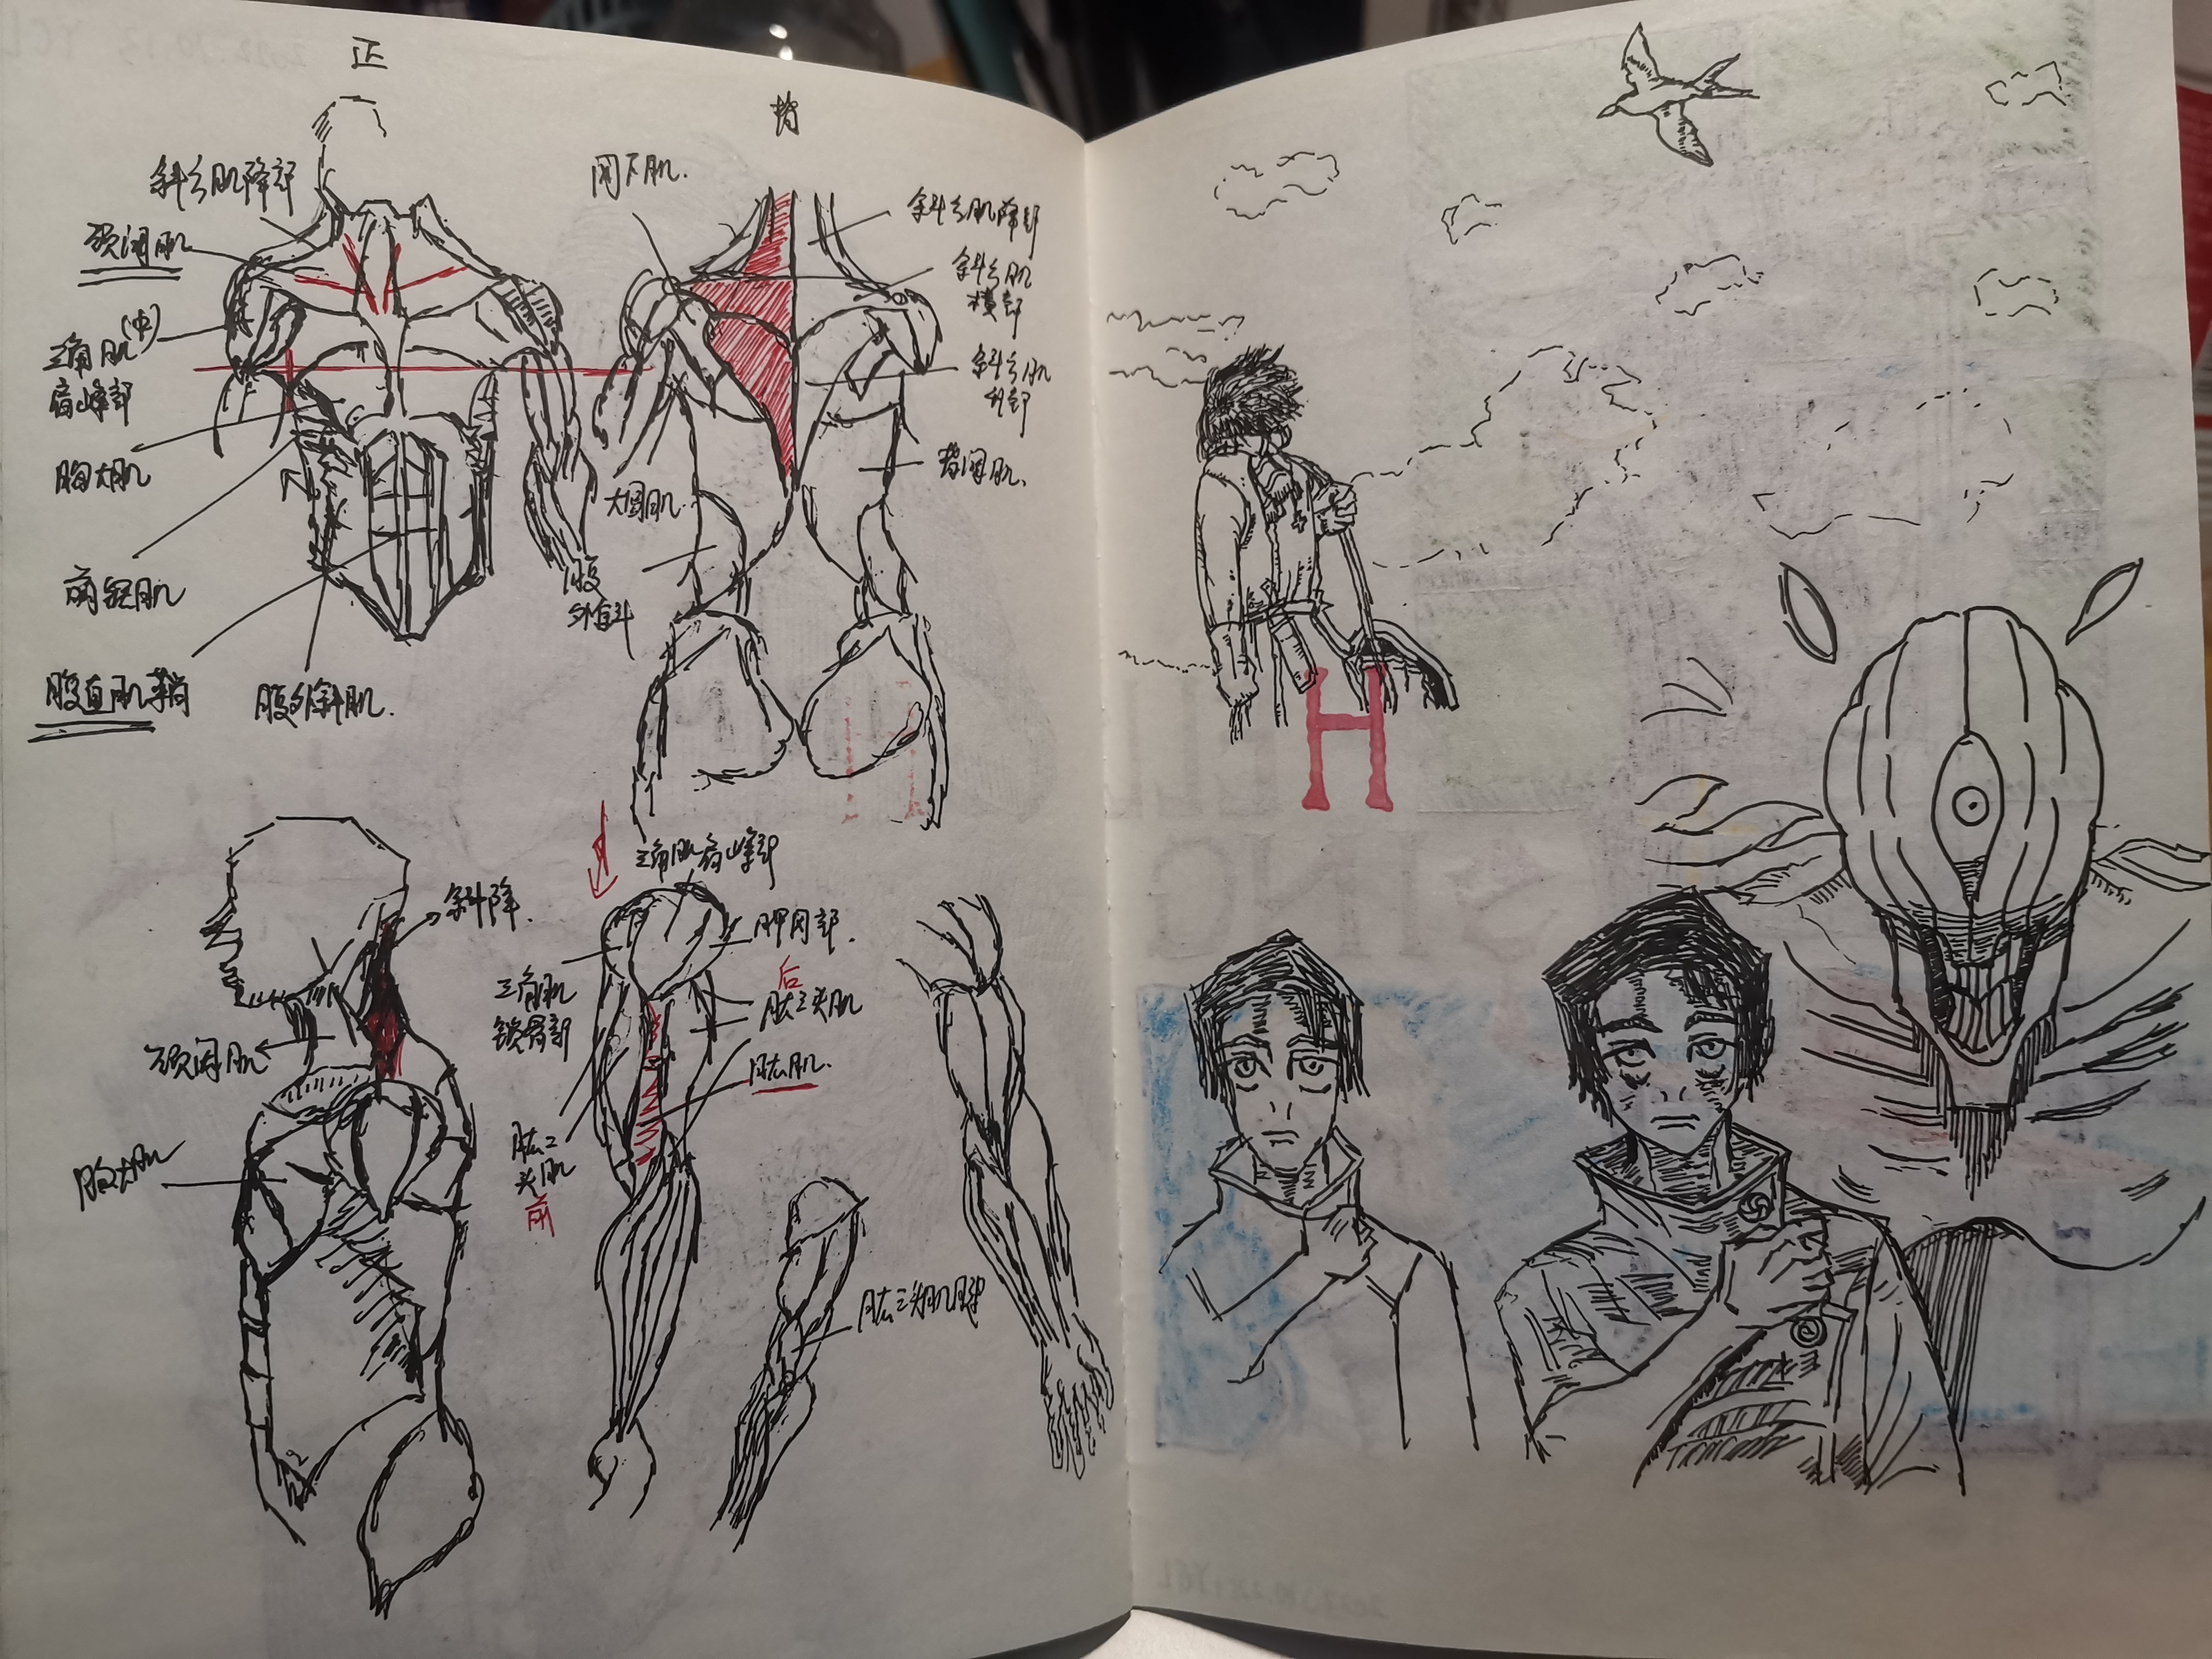 正
斜方肌降部
颈阔肌
三角肌(中)
肩峰部
胸大肌
前锯肌
腹直肌鞘
腹外斜肌.
背
冈下肌.
斜方肌降部
斜方肌
横部
斜方肌
升部
背阔肌.
大圆肌
腹
外斜
斜降.
颈阔肌
胸大肌
三角肌肩峰部
肩甲冈部.
三角肌
锁骨部
后
肱三头肌
肱肌.
肱二
头肌
前
肱三头肌腱
H